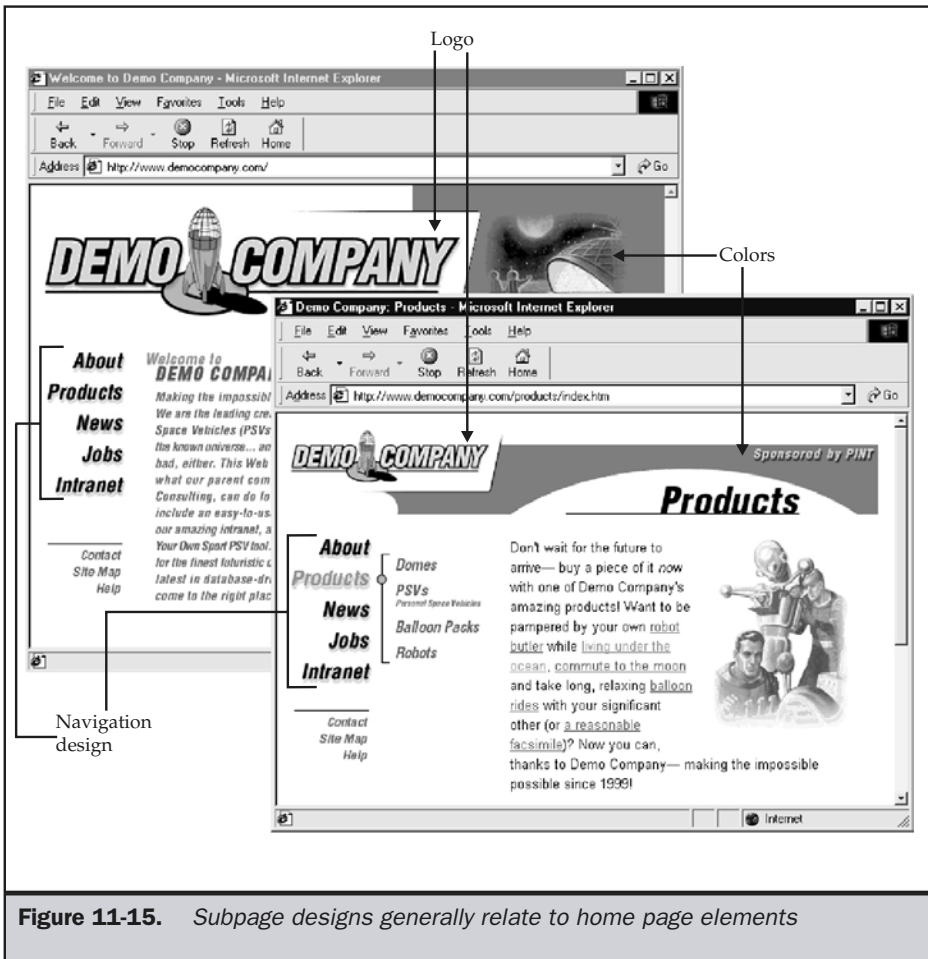 Logo
Welcome to Demo Company - Microsoft Internet Explorer
File Edit View Favorites Tools Help
Back Forward Stop Refresh Home
Address http://www.democompany.com/ Go
DEMO COMPANY
Colors
About
Products
News
Jobs
Intranet
Contact
Site Map
Help
Welcome to
DEMO COMPA
Making the impossibl
We are the leading cre
Space Vehicles (PSVs
the known universe... an
bad, either. This Web
what our parent com
Consulting, can do fo
include an easy-to-us
our amazing intranet, a
Your Own Sport PSV tool.
for the finest futuristic c
latest in database-dri
come to the right plac
Demo Company: Products - Microsoft Internet Explorer
File Edit View Favorites Tools Help
Back Forward Stop Refresh Home
Address http://www.democompany.com/products/index.htm Go
DEMO COMPANY
Sponsored by PINT
Products
About
Products
News
Jobs
Intranet
Domes
PSVs
Personal Space Vehicles
Balloon Packs
Robots
Contact
Site Map
Help
Don't wait for the future to
arrive— buy a piece of it now
with one of Demo Company's
amazing products! Want to be
pampered by your own robot
butler while living under the
ocean, commute to the moon
and take long, relaxing balloon
rides with your significant
other (or a reasonable
facsimile)? Now you can,
thanks to Demo Company— making the impossible
possible since 1999!
Internet
Navigation
design
Figure 11-15. Subpage designs generally relate to home page elements